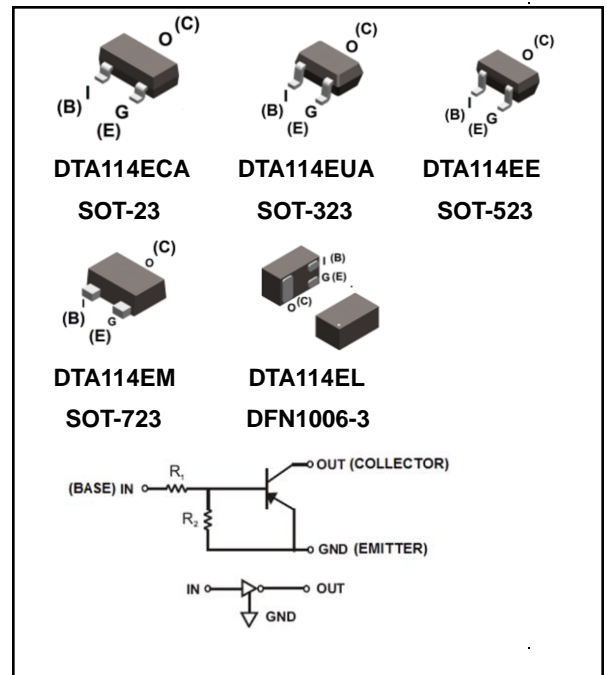 O (C) O (C) O (C)
I I I
(B) G (B) G (B) G
(E) (E) (E)
DTA114ECA DTA114EUA DTA114EE
SOT-23 SOT-323 SOT-523
(C) I (B)
O G (E)
I O (C)
(B) G
(E)
DTA114EM DTA114EL
SOT-723 DFN1006-3
R1 OUT (COLLECTOR)
(BASE) IN
R2
GND (EMITTER)
IN OUT
GND